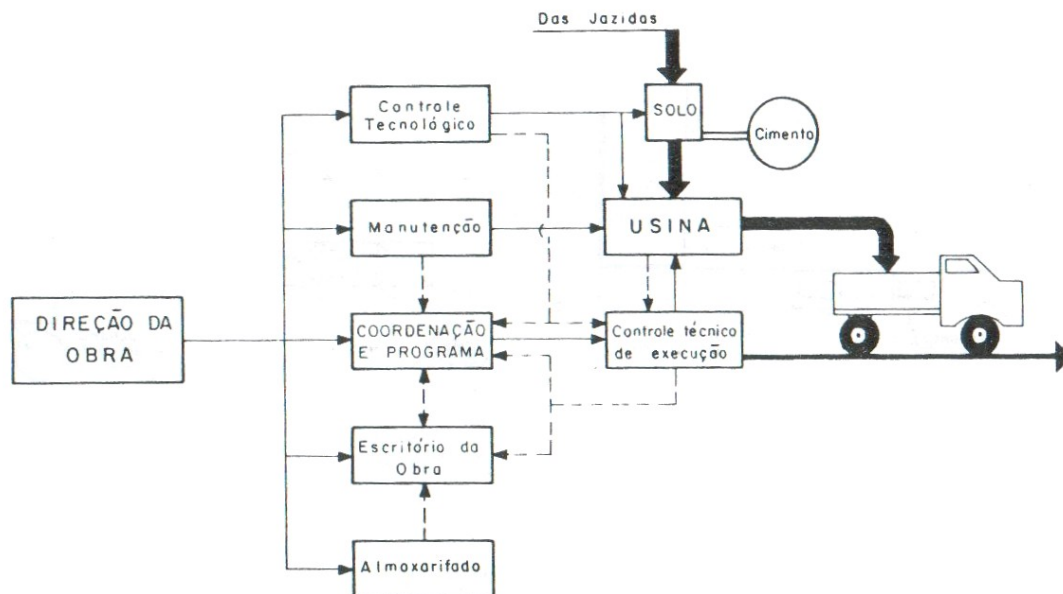 Das Jazidas
Controle
Tecnológico
SOLO
Cimento
Manutenção
USINA
DIREÇÃO DA
OBRA
COORDENAÇÃO
E PROGRAMA
Controle técnico
de execução
Escritório da
Obra
Almoxarifado